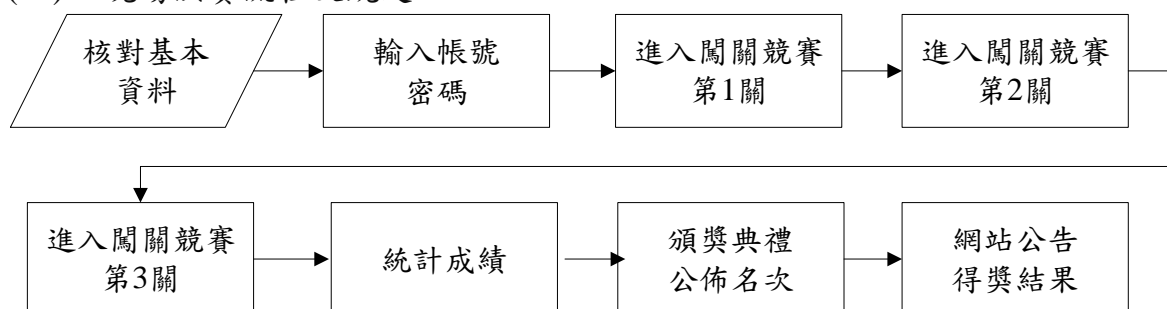 核對基本
資料
輸入帳號
密碼
進入闖關競賽
第1關
進入闖關競賽
第2關
進入闖關競賽
第3關
統計成績
頒獎典禮
公佈名次
網站公告
得獎結果